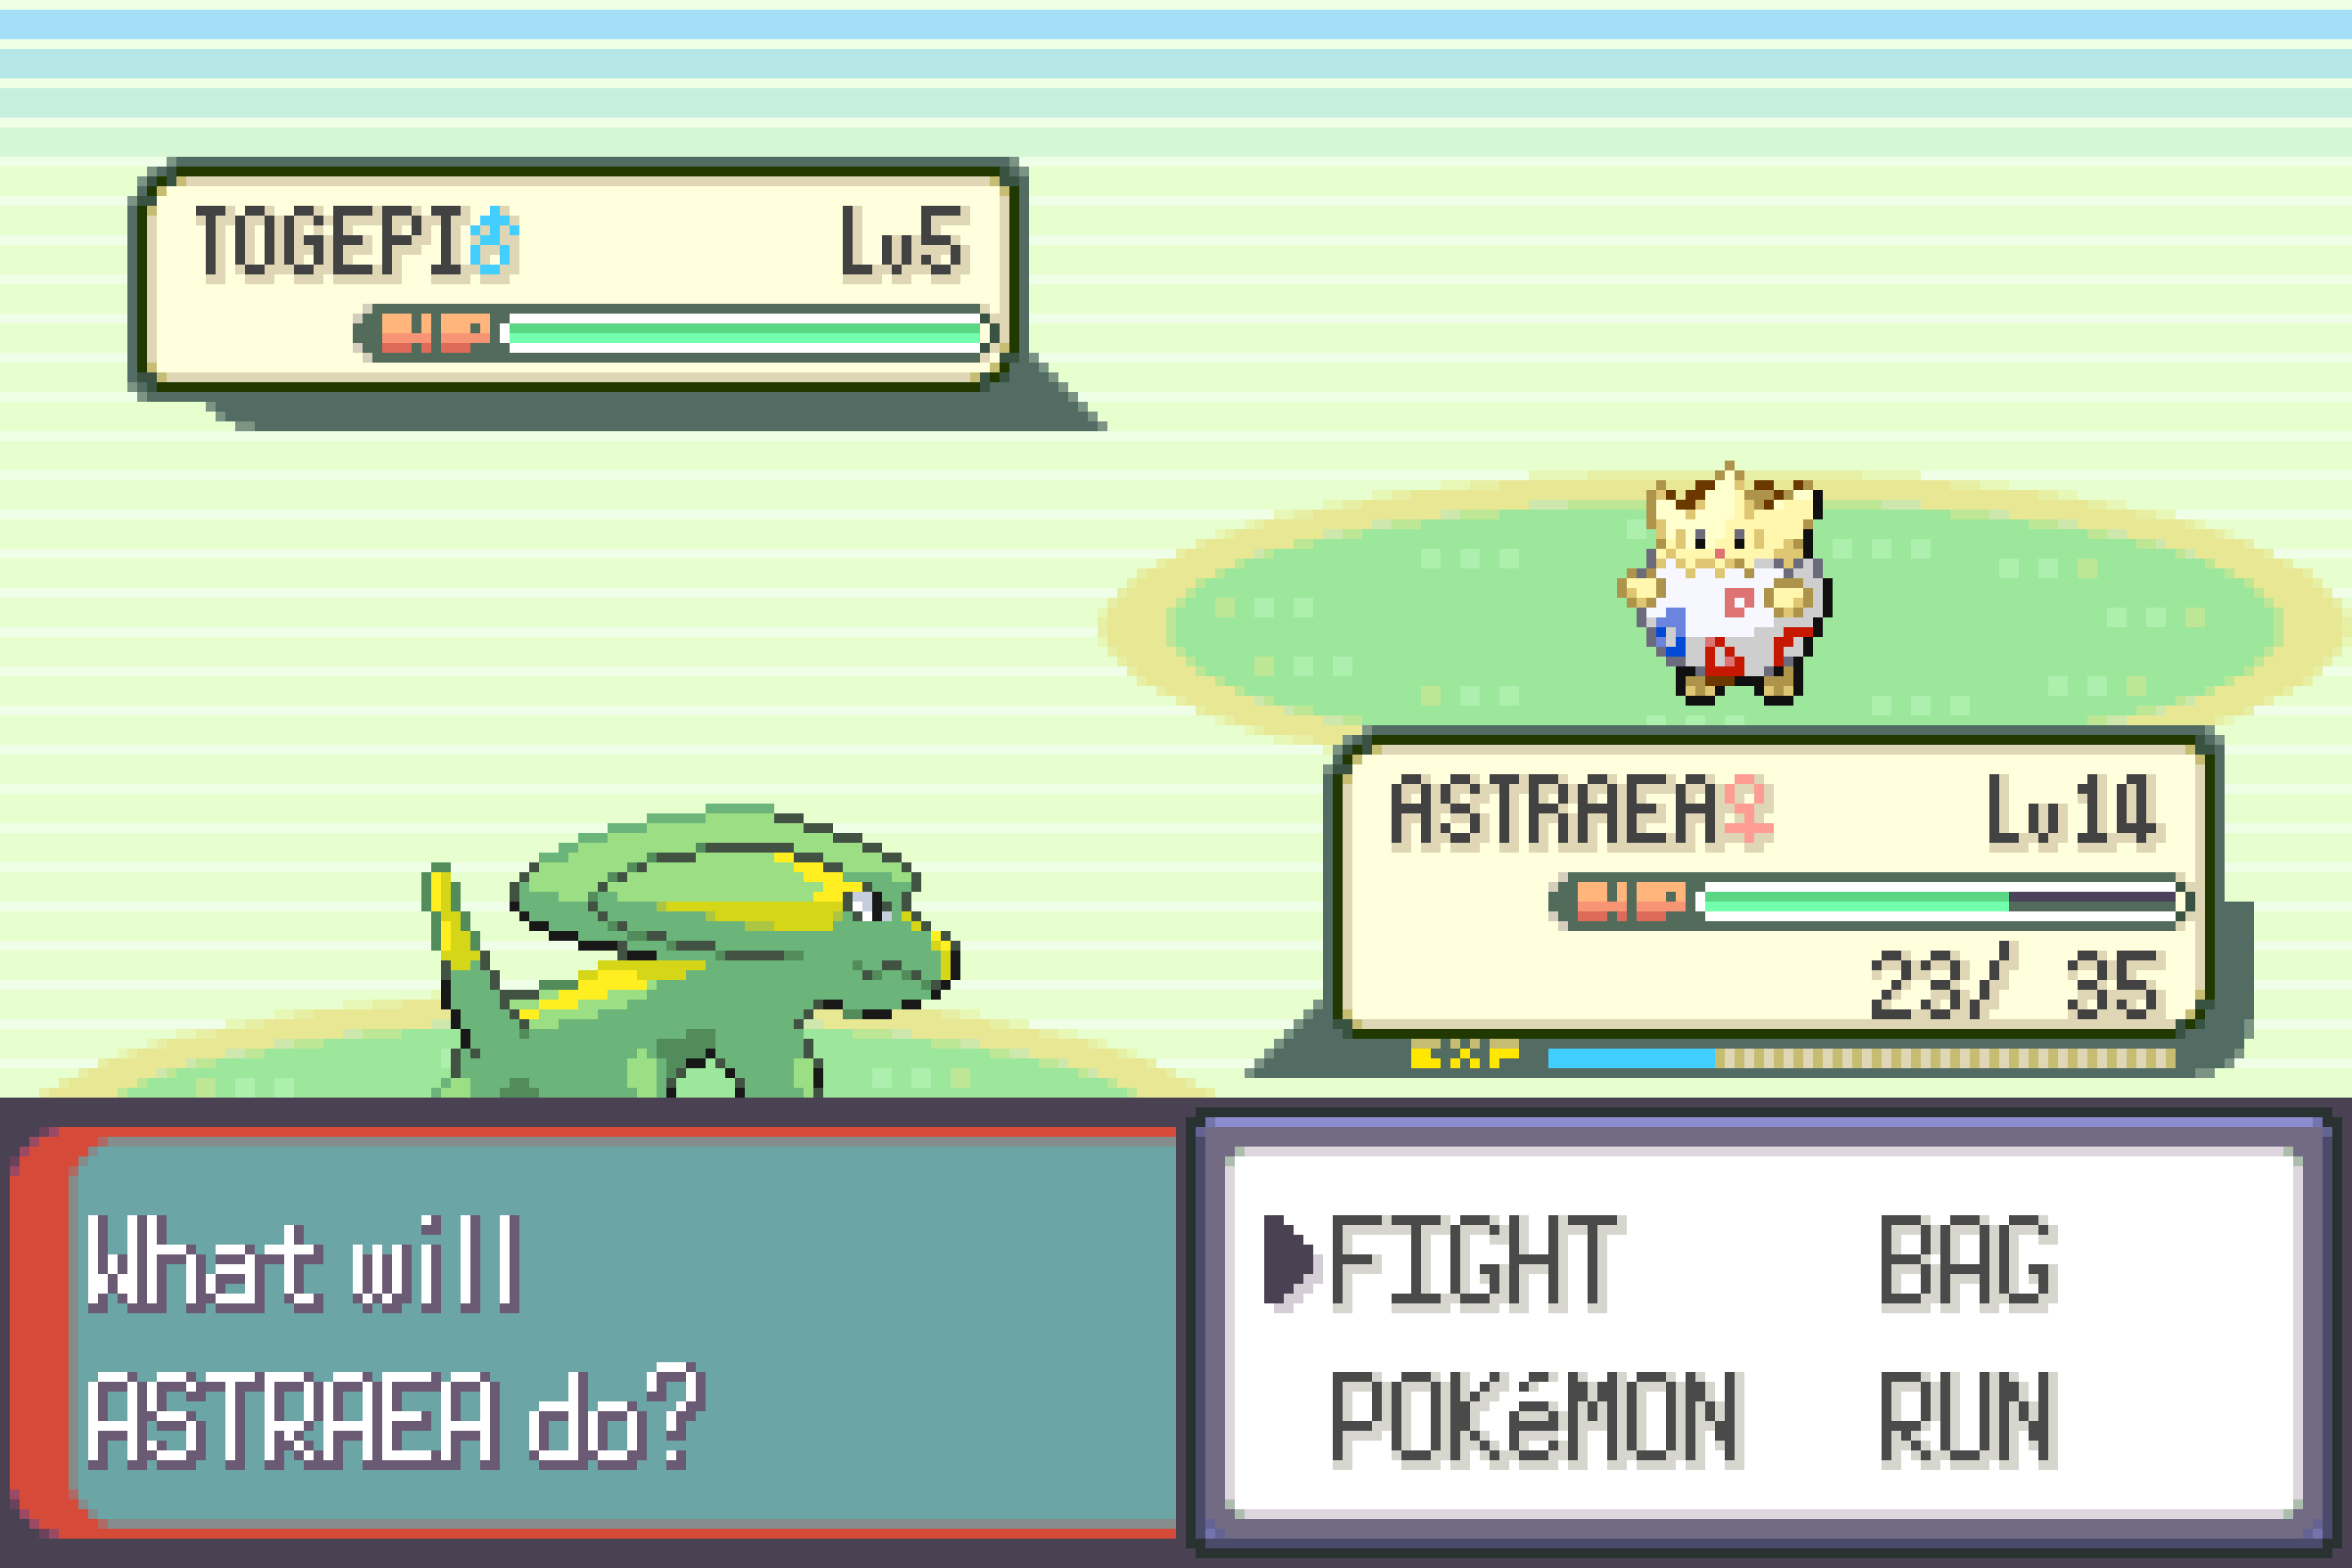 TOGEPI♂ Lv5
HP
ASTRAEA♀ Lv14
HP
23/ 35
EXP
What will
ASTRAEA do?
FIGHT BAG
POKéMON RUN